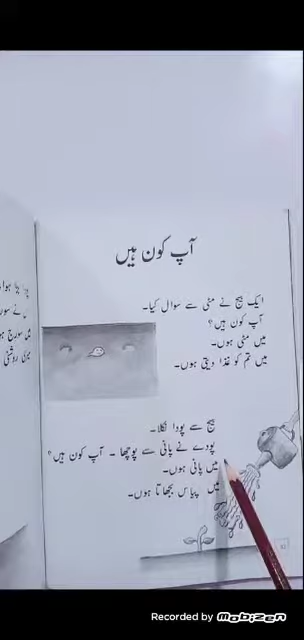 آپ کون ہیں
ایک بیج نے مٹی سے سوال کیا۔
آپ کون ہیں؟
میں مٹی ہوں۔
میں تم کو غذا دیتی ہوں۔
بیج سے پودا نکلا۔
پودے نے پانی سے پوچھا ۔ آپ کون ہیں؟
میں پانی ہوں۔
میں پیاس بجھاتا ہوں۔
Recorded by mobizen